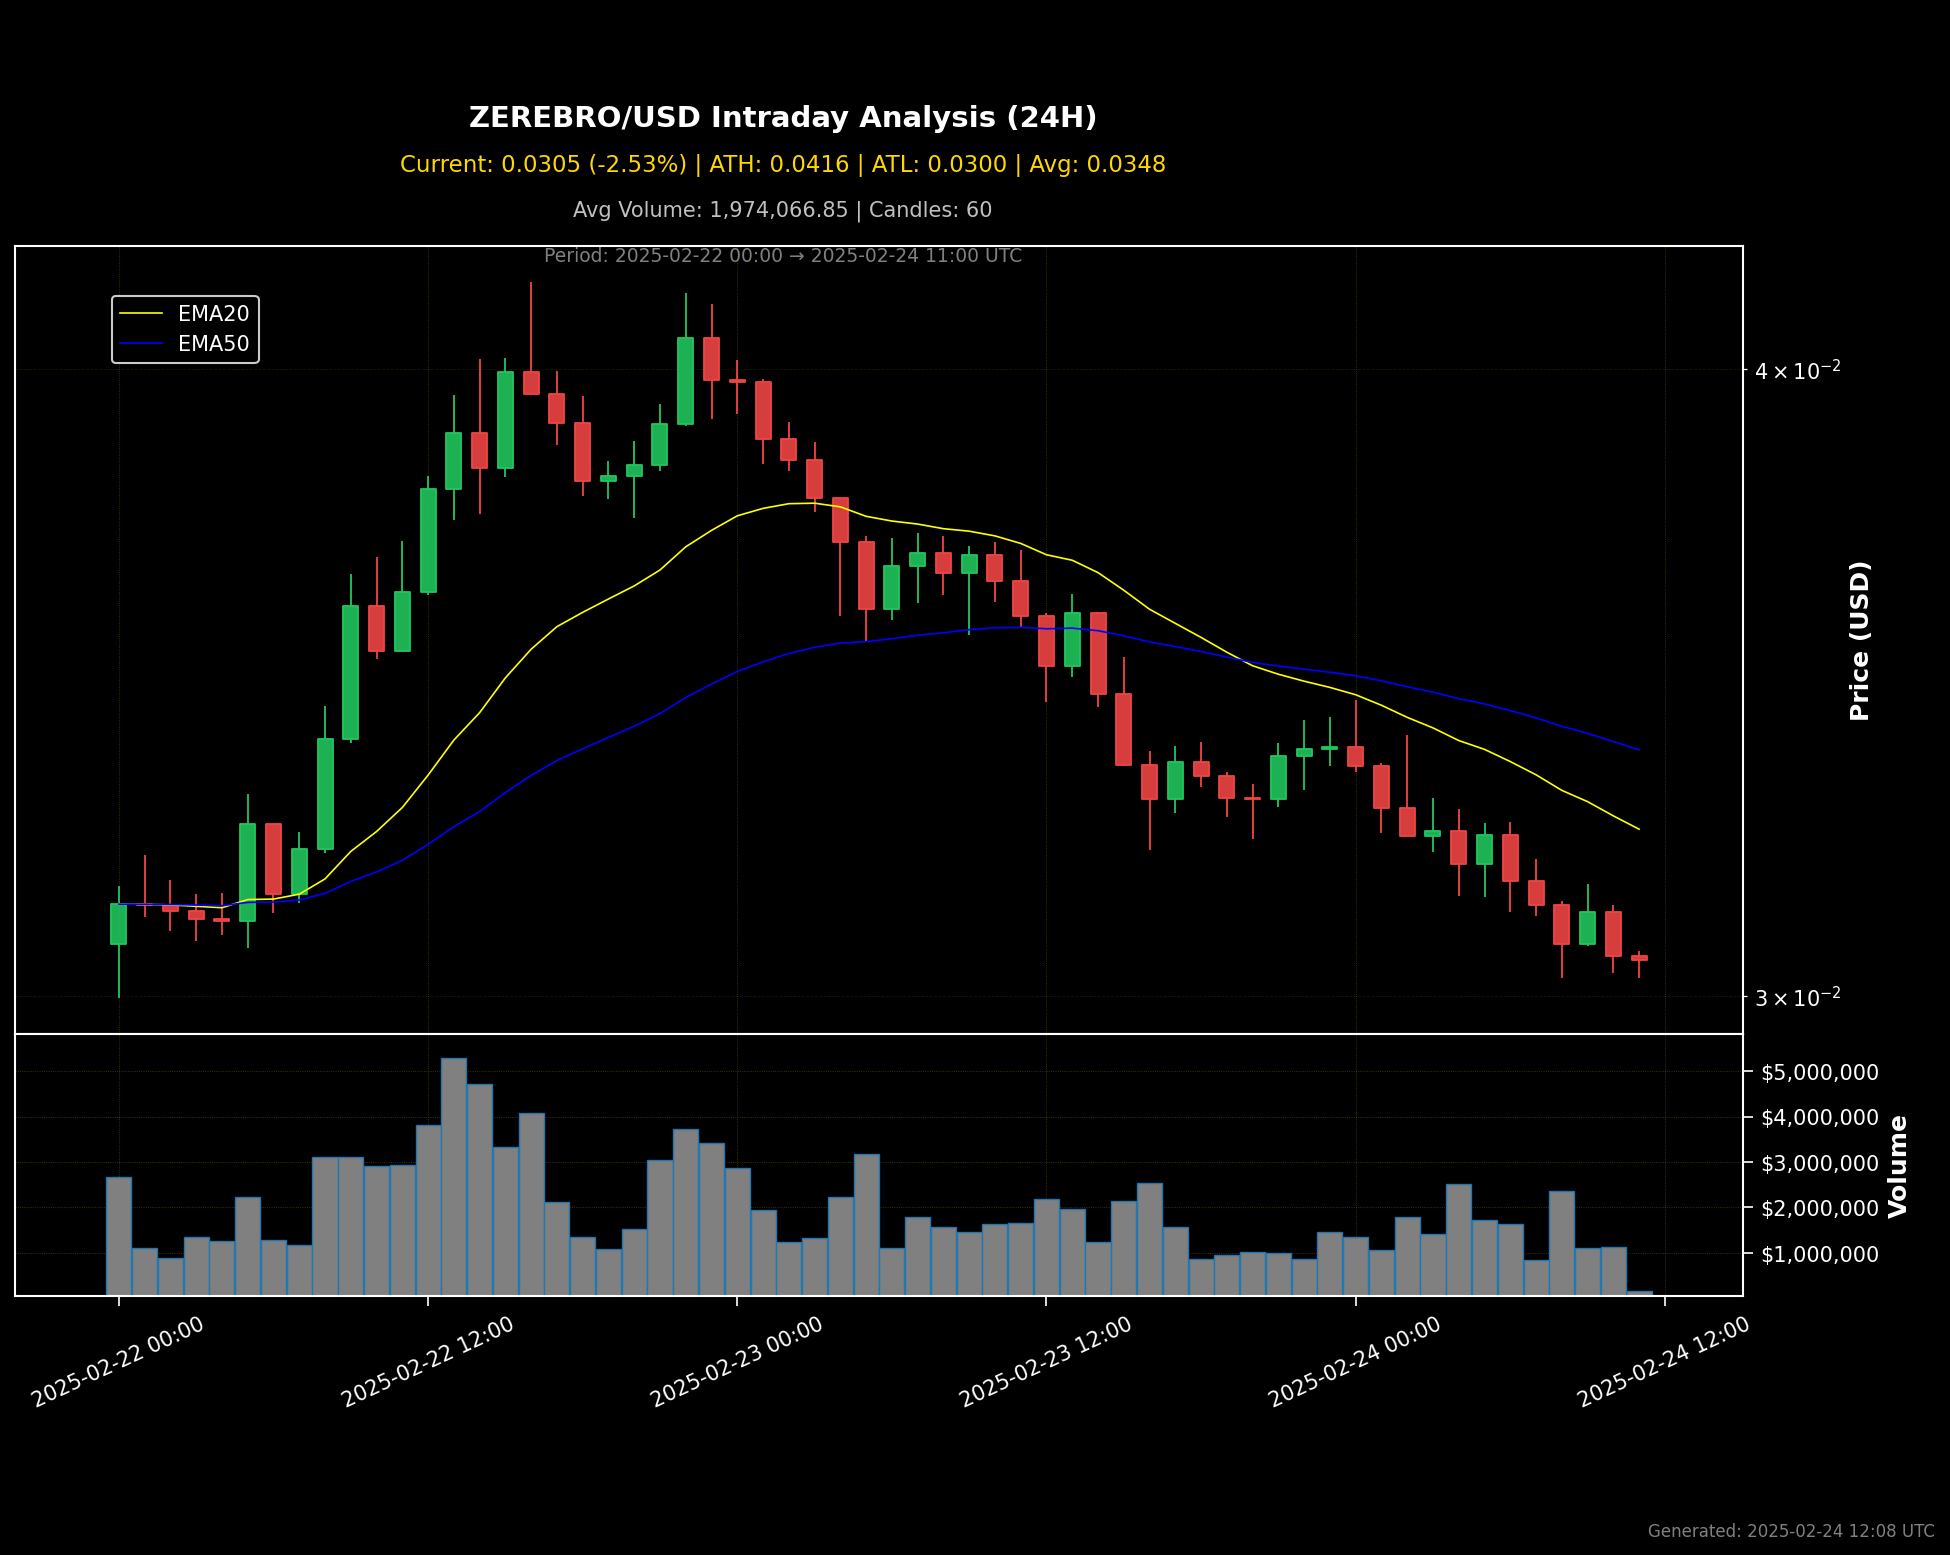 ZEREBRO/USD Intraday Analysis (24H)
Current: 0.0305 (-2.53%) | ATH: 0.0416 | ATL: 0.0300 | Avg: 0.0348
Avg Volume: 1,974,066.85 | Candles: 60
Period: 2025-02-22 00:00 → 2025-02-24 11:00 UTC
EMA20
EMA50
4 × 10⁻²
3 × 10⁻²
Price (USD)
$5,000,000
$4,000,000
$3,000,000
$2,000,000
$1,000,000
Volume
2025-02-22 00:00
2025-02-22 12:00
2025-02-23 00:00
2025-02-23 12:00
2025-02-24 00:00
2025-02-24 12:00
Generated: 2025-02-24 12:08 UTC